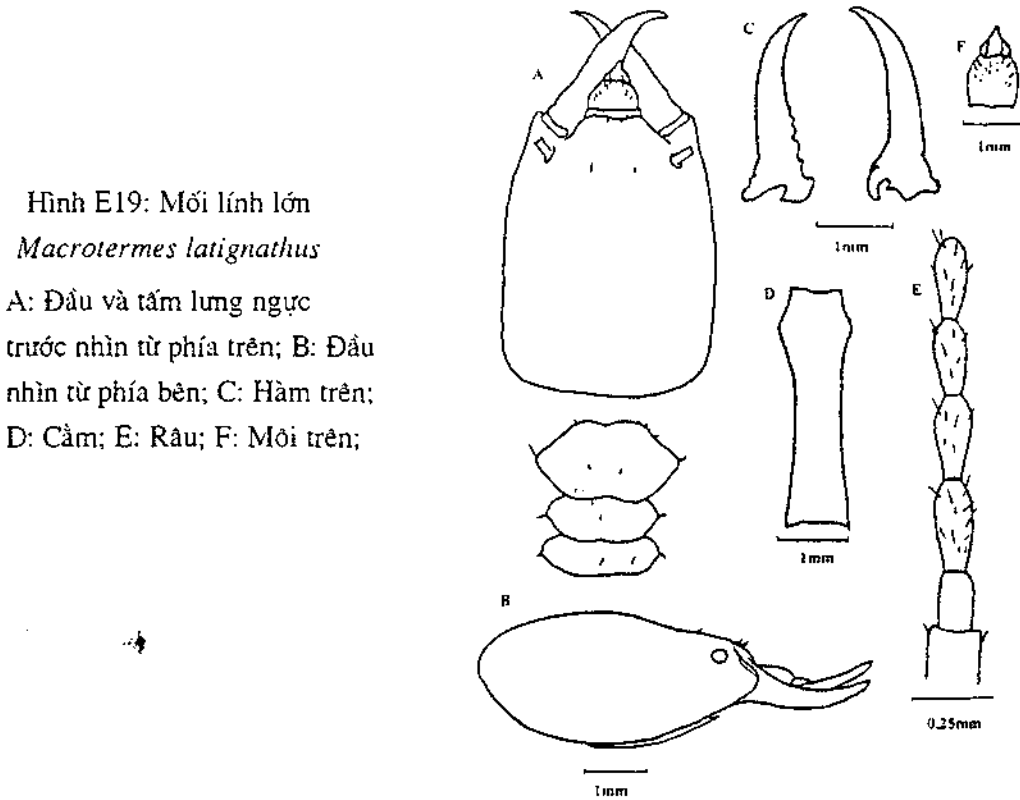 Hình E19: Mối lính lớn
Macrotermes latignathus
A: Đầu và tấm lưng ngực
trước nhìn từ phía trên; B: Đầu
nhìn từ phía bên; C: Hàm trên;
D: Cằm; E: Râu; F: Môi trên;
A
C
F
1mm
1mm
D
E
1mm
B
0.25mm
1mm